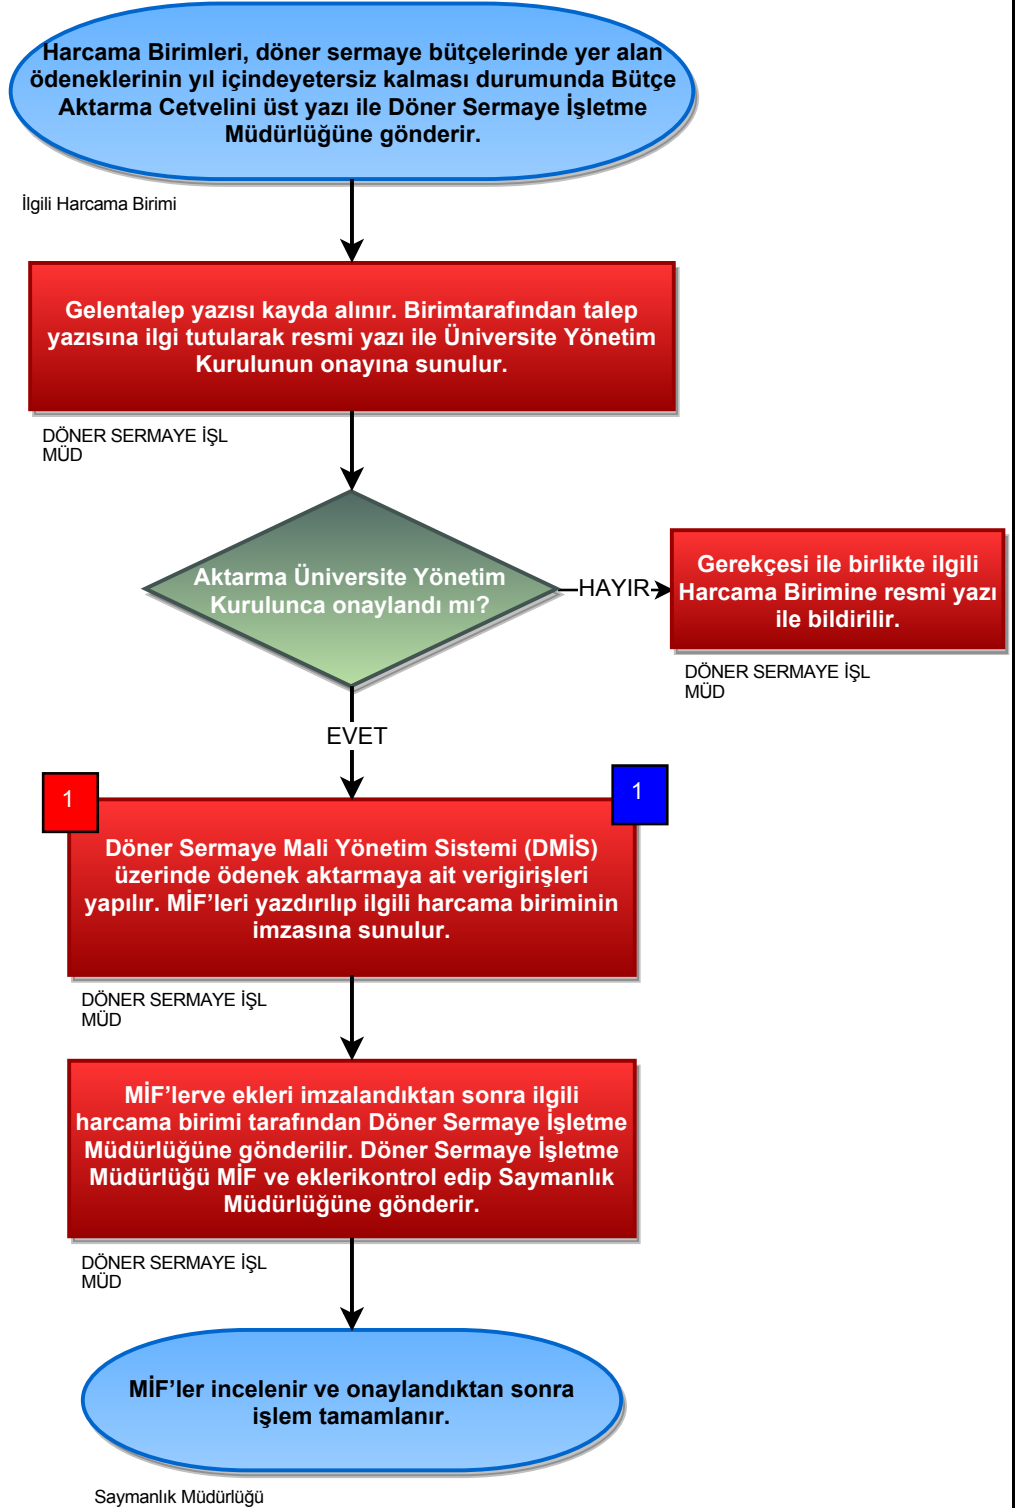 Harcama Birimleri, döner sermaye bütçelerinde yer alan
ödeneklerinin yıl içindeyetersiz kalması durumunda Bütçe
Aktarma Cetvelini üst yazı ile Döner Sermaye İşletme
Müdürlüğüne gönderir.
İlgili Harcama Birimi
Gelentalep yazısı kayda alınır. Birimtarafından talep
yazısına ilgi tutularak resmi yazı ile Üniversite Yönetim
Kurulunun onayına sunulur.
DÖNER SERMAYE İŞL
MÜD
Aktarma Üniversite Yönetim
Kurulunca onaylandı mı?
HAYIR
Gerekçesi ile birlikte ilgili
Harcama Birimine resmi yazı
ile bildirilir.
DÖNER SERMAYE İŞL
MÜD
EVET
1
1
Döner Sermaye Mali Yönetim Sistemi (DMİS)
üzerinde ödenek aktarmaya ait verigirişleri
yapılır. MİF’leri yazdırılıp ilgili harcama biriminin
imzasına sunulur.
DÖNER SERMAYE İŞL
MÜD
MİF’lerve ekleri imzalandıktan sonra ilgili
harcama birimi tarafından Döner Sermaye İşletme
Müdürlüğüne gönderilir. Döner Sermaye İşletme
Müdürlüğü MİF ve eklerikontrol edip Saymanlık
Müdürlüğüne gönderir.
DÖNER SERMAYE İŞL
MÜD
MİF’ler incelenir ve onaylandıktan sonra
işlem tamamlanır.
Saymanlık Müdürlüğü